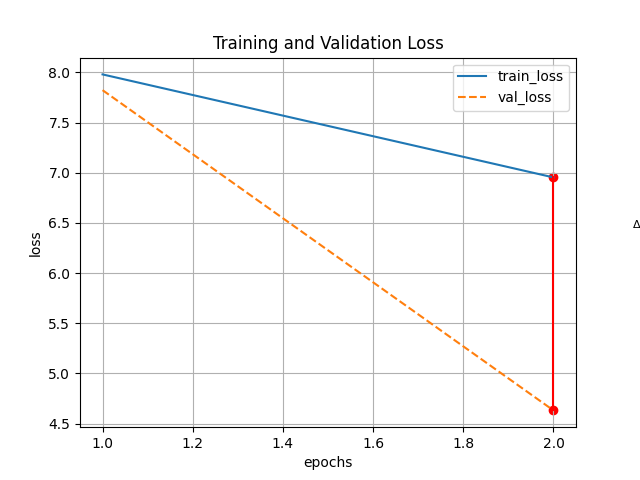 Training and Validation Loss
train_loss
val_loss
8.0
7.5
7.0
6.5
6.0
5.5
5.0
4.5
loss
Δ
1.0 1.2 1.4 1.6 1.8 2.0
epochs